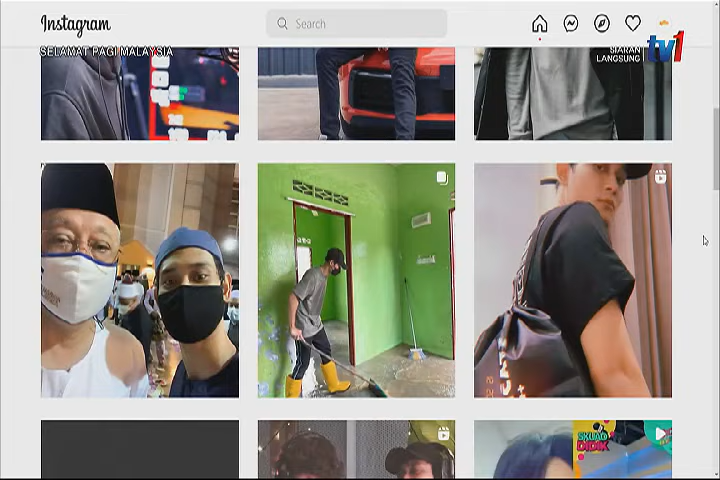 Instagram
Search
SELAMAT PAGI MALAYSIA
SIARAN
LANGSUNG
tv1
SKUAD
DIDIK